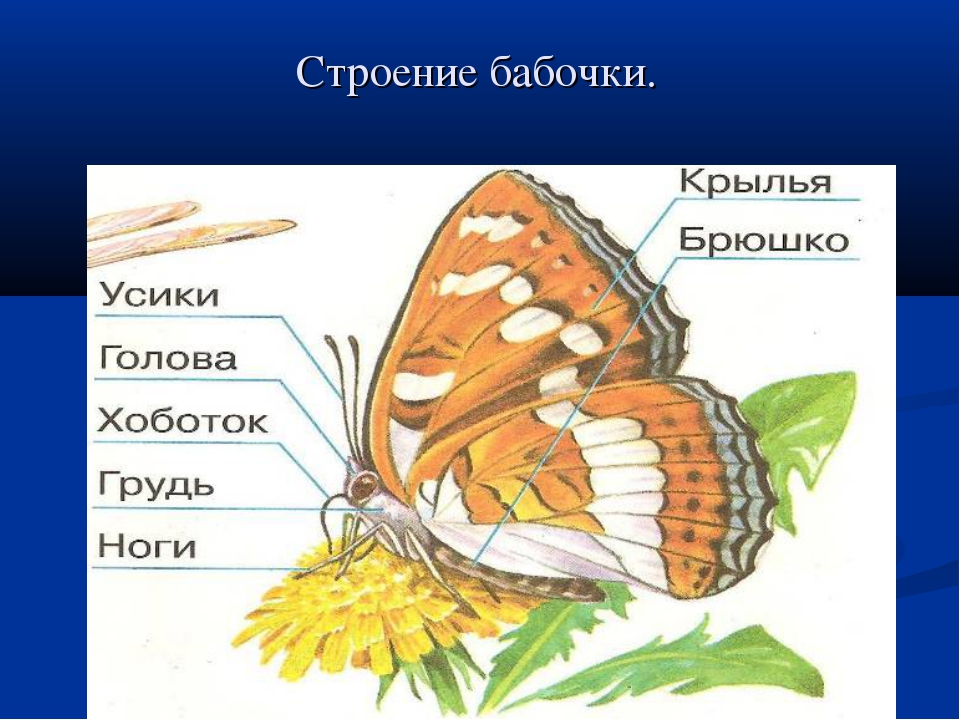 Строение бабочки.
Крылья
Брюшко
Усики
Голова
Хоботок
Грудь
Ноги